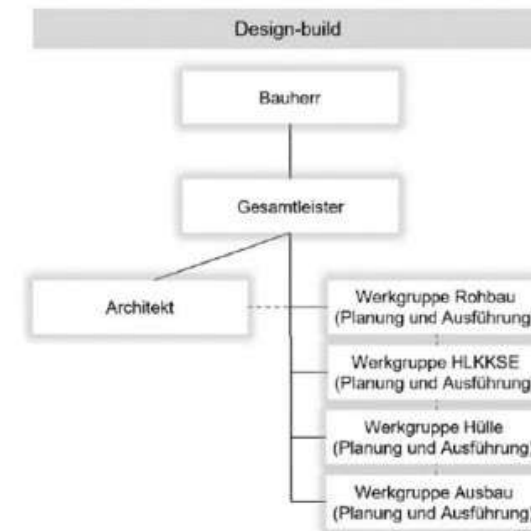 Design-build
Bauherr
Gesamtleister
Architekt
Werkgruppe Rohbau
(Planung und Ausführung
Werkgruppe HLKKSE
(Planung und Ausführung
Werkgruppe Hülle
(Planung und Ausführung)
Werkgruppe Ausbau
(Planung und Ausführung